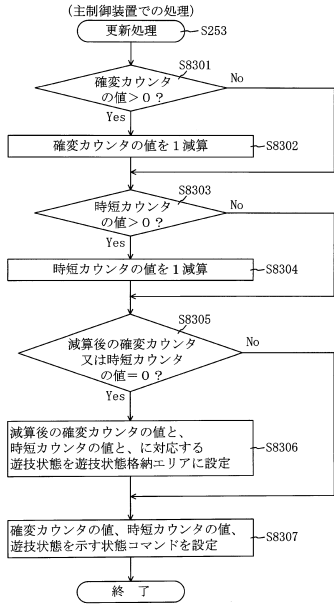 (主制御装置での処理)
更新処理
S253
S8301
確変カウンタ
の値>0?
No
Yes
確変カウンタの値を1減算
S8302
S8303
時短カウンタ
の値>0?
No
Yes
時短カウンタの値を1減算
S8304
S8305
減算後の確変カウンタ
又は時短カウンタ
の値=0?
No
Yes
減算後の確変カウンタの値と、
時短カウンタの値と、に対応する
遊技状態を遊技状態格納エリアに設定
S8306
確変カウンタの値、時短カウンタの値、
遊技状態を示す状態コマンドを設定
S8307
終 了